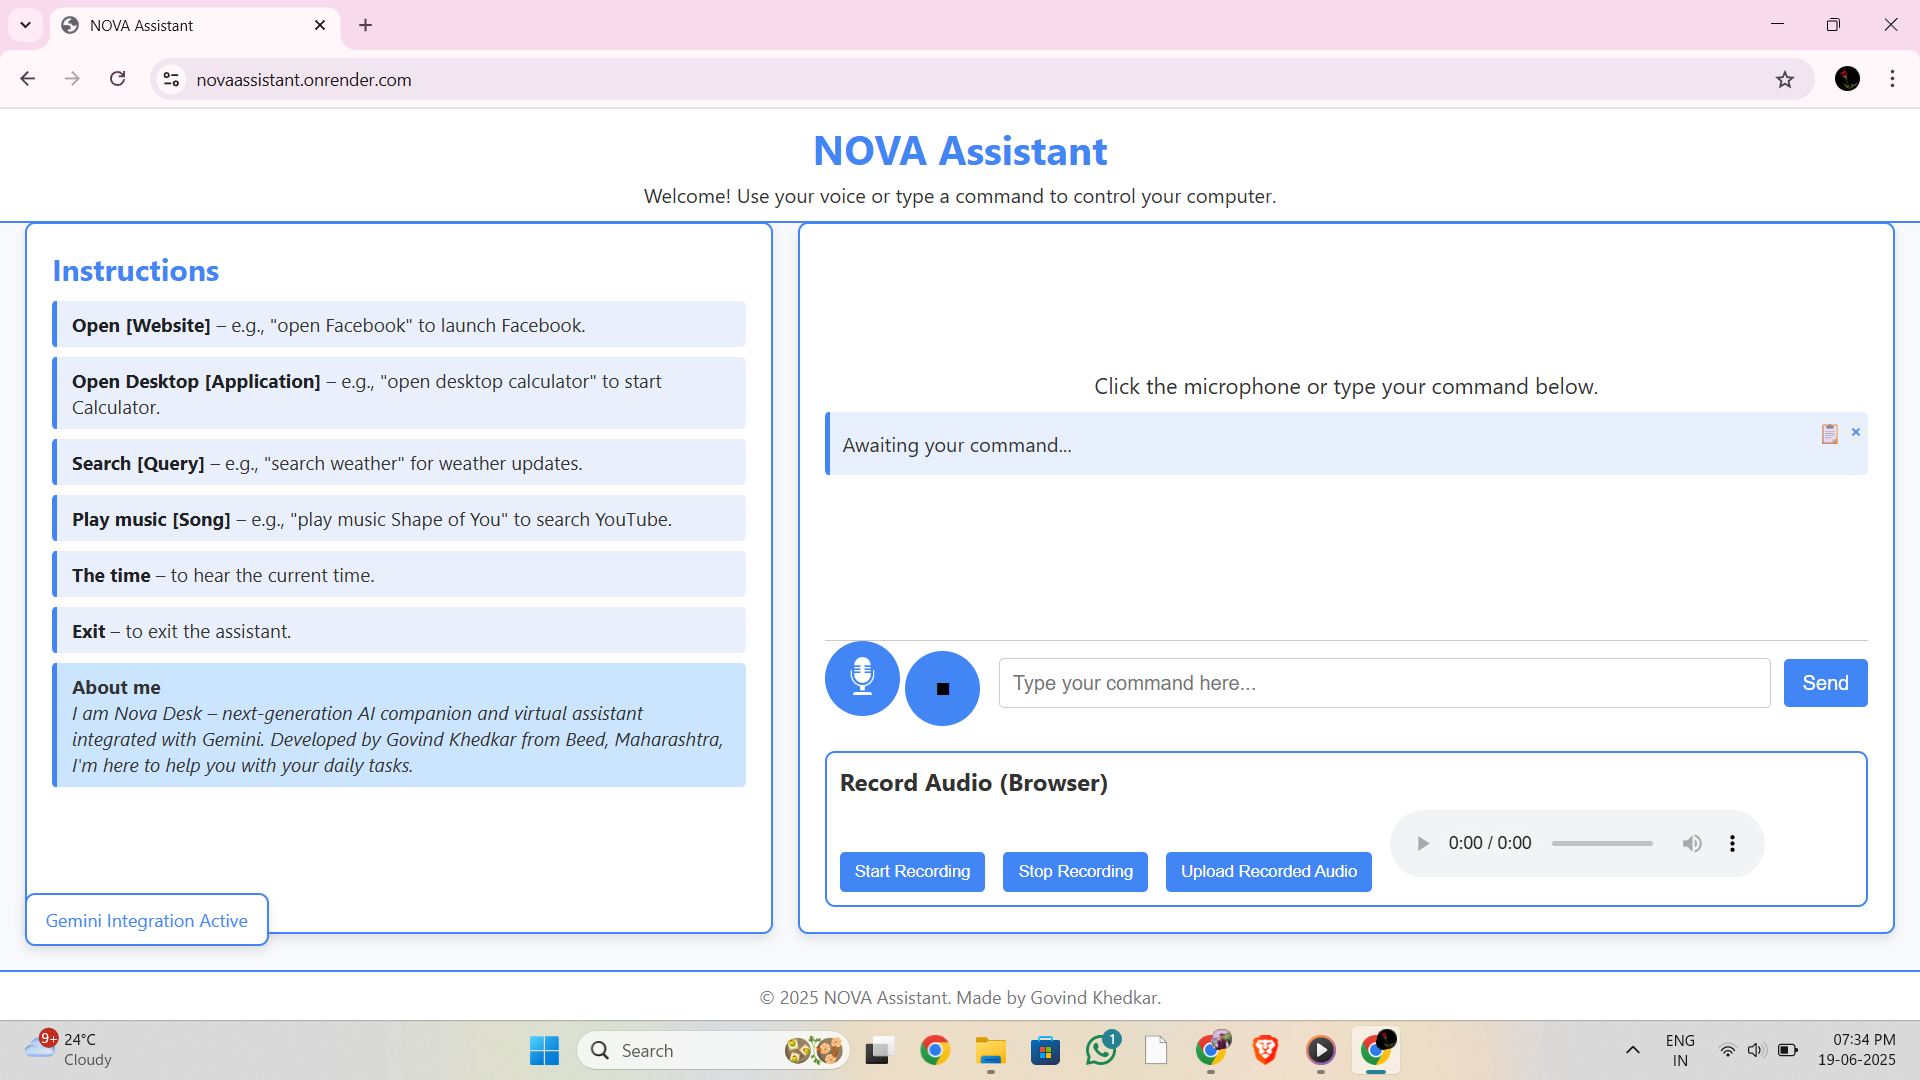 NOVA Assistant
novaassistant.onrender.com
NOVA Assistant
Welcome! Use your voice or type a command to control your computer.
Instructions
Open [Website] – e.g., "open Facebook" to launch Facebook.
Open Desktop [Application] – e.g., "open desktop calculator" to start
Calculator.
Search [Query] – e.g., "search weather" for weather updates.
Play music [Song] – e.g., "play music Shape of You" to search YouTube.
The time – to hear the current time.
Exit – to exit the assistant.
About me
I am Nova Desk – next-generation AI companion and virtual assistant
integrated with Gemini. Developed by Govind Khedkar from Beed, Maharashtra,
I'm here to help you with your daily tasks.
Gemini Integration Active
Click the microphone or type your command below.
Awaiting your command...
Type your command here...
Send
Record Audio (Browser)
Start Recording
Stop Recording
Upload Recorded Audio
0:00 / 0:00
© 2025 NOVA Assistant. Made by Govind Khedkar.
9+
24°C
Cloudy
Search
1
ENG
IN
07:34 PM
19-06-2025